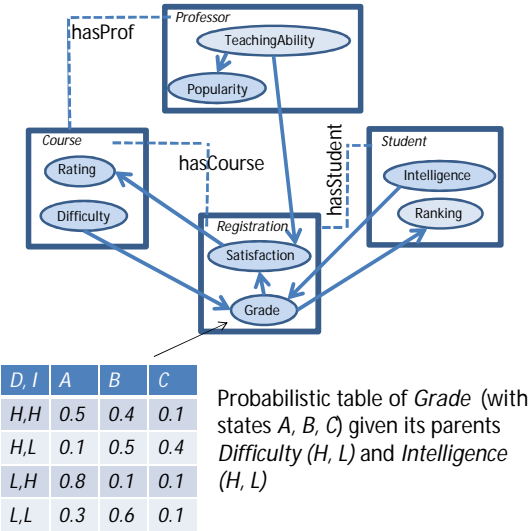 hasProf
Professor
TeachingAbility
Popularity
Course
Rating
Difficulty
hasCourse
hasStudent
Student
Intelligence
Ranking
Registration
Satisfaction
Grade
D, I A B C
H,H 0.5 0.4 0.1
H,L 0.1 0.5 0.4
L,H 0.8 0.1 0.1
L,L 0.3 0.6 0.1
Probabilistic table of Grade (with
states A, B, C) given its parents
Difficulty (H, L) and Intelligence
(H, L)